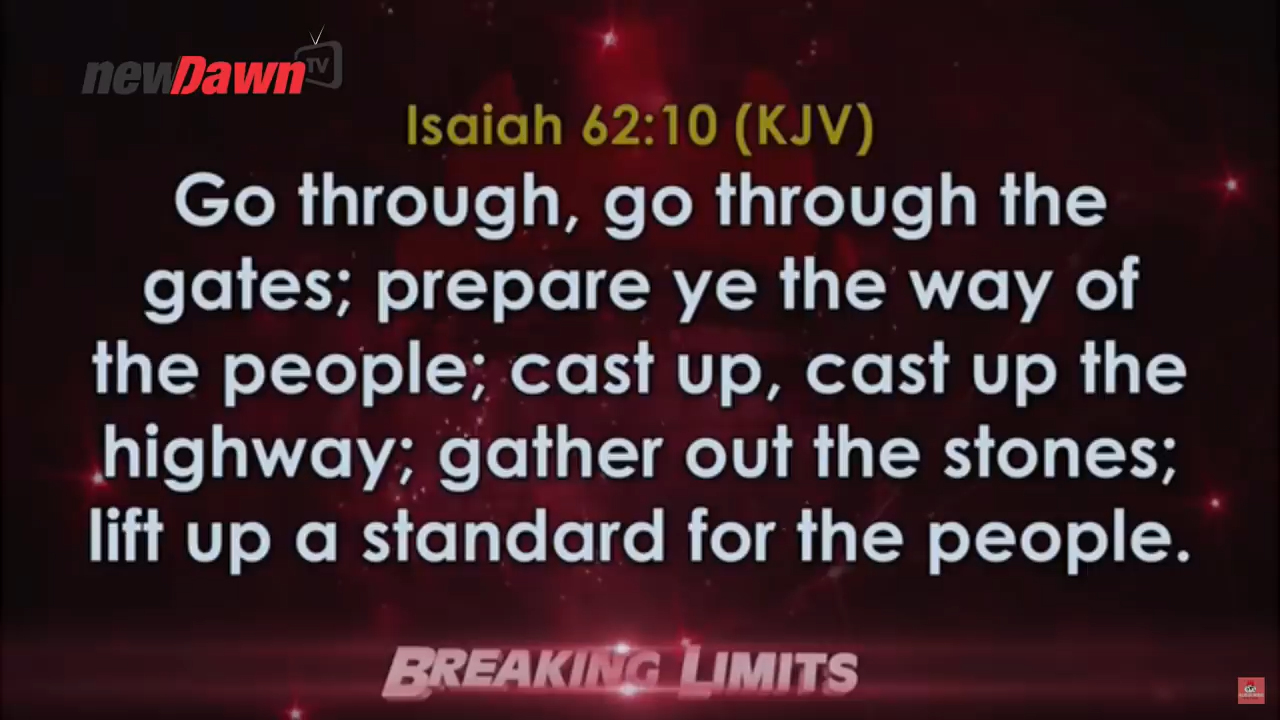 newDawn TV
Isaiah 62:10 (KJV)
Go through, go through the
gates; prepare ye the way of
the people; cast up, cast up the
highway; gather out the stones;
lift up a standard for the people.
BREAKING LIMITS